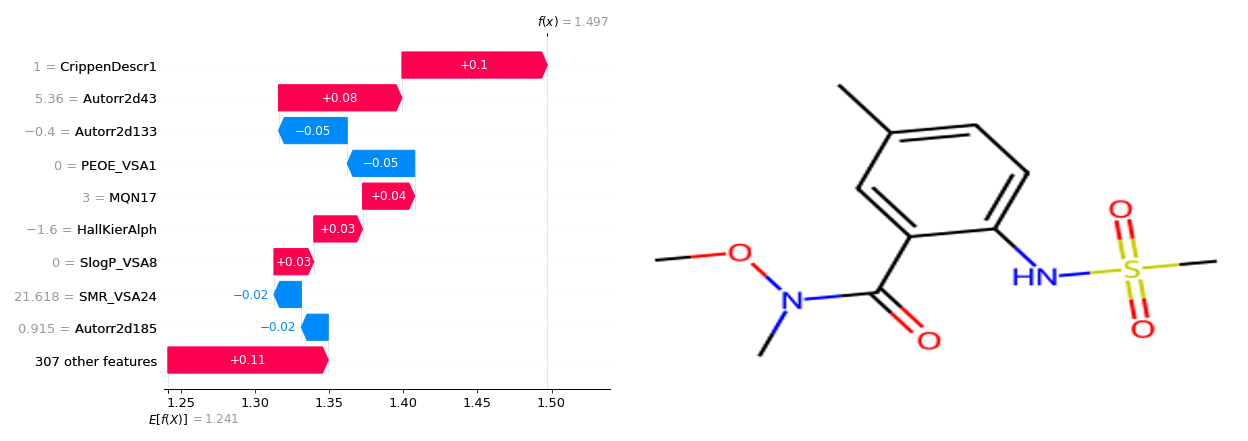 f(x) = 1.497
1 = CrippenDescr1
+0.1
5.36 = Autorr2d43
+0.08
−0.4 = Autorr2d133
−0.05
0 = PEOE_VSA1
−0.05
3 = MQN17
+0.04
−1.6 = HallKierAlph
+0.03
0 = SlogP_VSA8
+0.03
21.618 = SMR_VSA24
−0.02
0.915 = Autorr2d185
−0.02
307 other features
+0.11
1.25 1.30 1.35 1.40 1.45 1.50
E[f(X)] = 1.241
O
N
O
HN
S
O
O